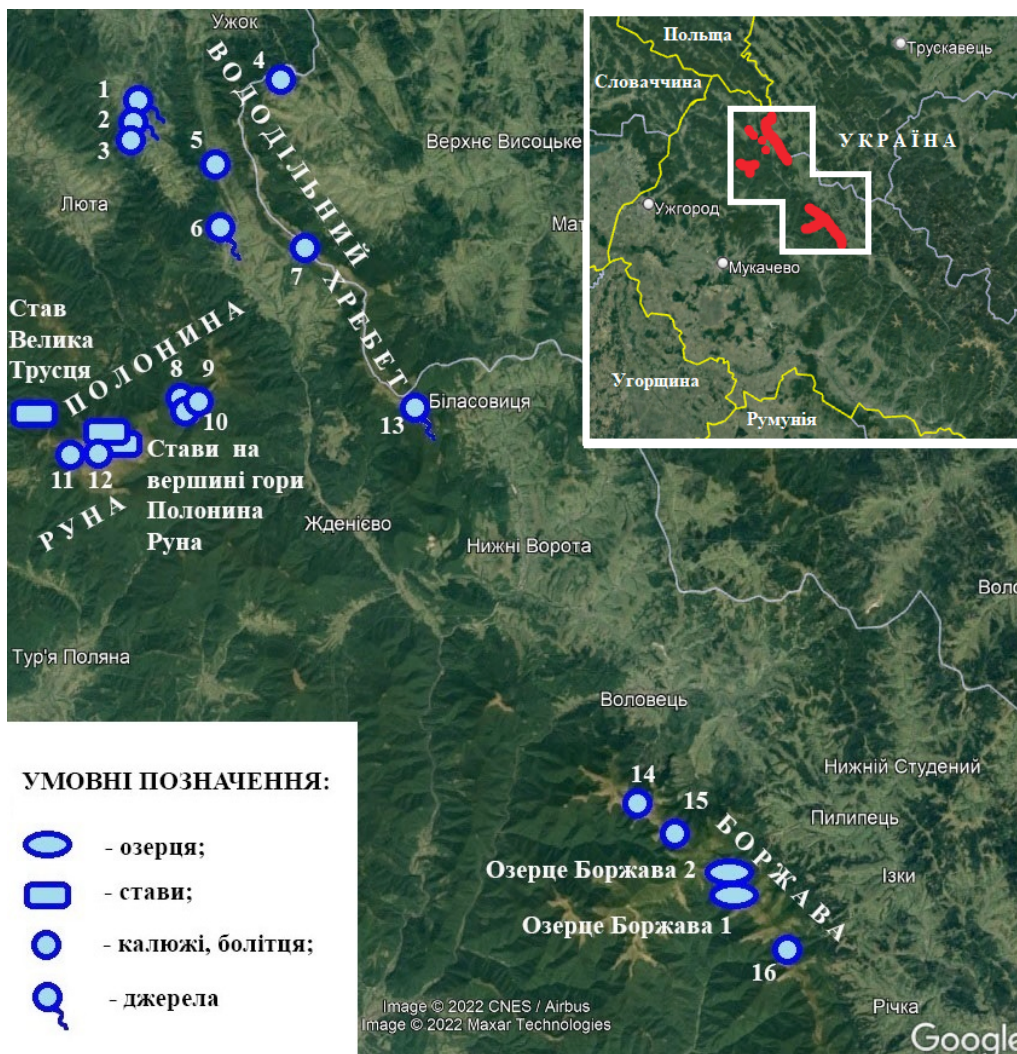 Ужок
ВОДОДІЛЬНИЙ ХРЕБЕТ
4
1
2
3
5
6
7
Верхнє Висоцьке
Люта
Мат
Став
Велика
Трусця
ПОЛОНИНА
РУНА
8 9
10
11 12
Стави на
вершині гори
Полонина
Руна
13
Біласовиця
Жденієво
Нижні Ворота
Воло
Тур'я Поляна
Польща
Словаччина
Трускавець
УКРАЇНА
Ужгород
Мукачево
Угорщина
Румунія
Воловець
14
15
БОРЖАВА
Нижній Студений
Пилипець
Ізки
Озерце Боржава 2
Озерце Боржава 1
16
Річка
УМОВНІ ПОЗНАЧЕННЯ:
- озерця;
- стави;
- калюжі, болітця;
- джерела
Image © 2022 CNES / Airbus
Image © 2022 Maxar Technologies
Google